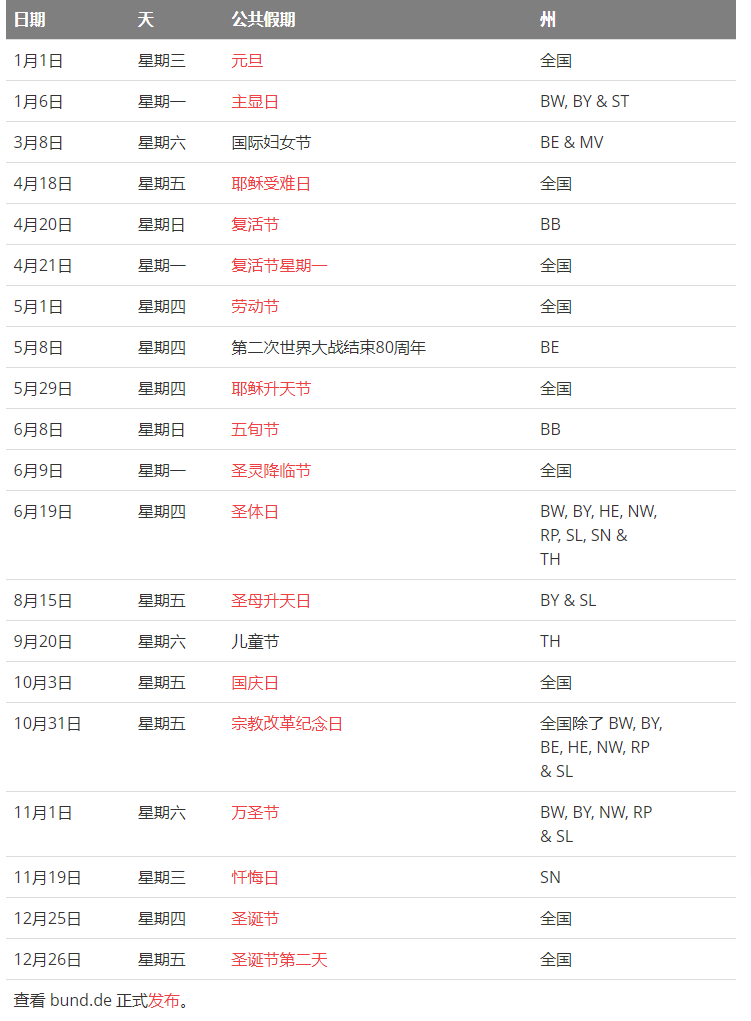 日期 天 公共假期 州
1月1日 星期三 元旦 全国
1月6日 星期一 主显日 BW, BY & ST
3月8日 星期六 国际妇女节 BE & MV
4月18日 星期五 耶稣受难日 全国
4月20日 星期日 复活节 BB
4月21日 星期一 复活节星期一 全国
5月1日 星期四 劳动节 全国
5月8日 星期四 第二次世界大战结束80周年 BE
5月29日 星期四 耶稣升天节 全国
6月8日 星期日 五旬节 BB
6月9日 星期一 圣灵降临节 全国
6月19日 星期四 圣体日 BW, BY, HE, NW,
RP, SL, SN &
TH
8月15日 星期五 圣母升天日 BY & SL
9月20日 星期六 儿童节 TH
10月3日 星期五 国庆日 全国
10月31日 星期五 宗教改革纪念日 全国除了 BW, BY,
BE, HE, NW, RP
& SL
11月1日 星期六 万圣节 BW, BY, NW, RP
& SL
11月19日 星期三 忏悔日 SN
12月25日 星期四 圣诞节 全国
12月26日 星期五 圣诞节第二天 全国
查看 bund.de 正式发布。